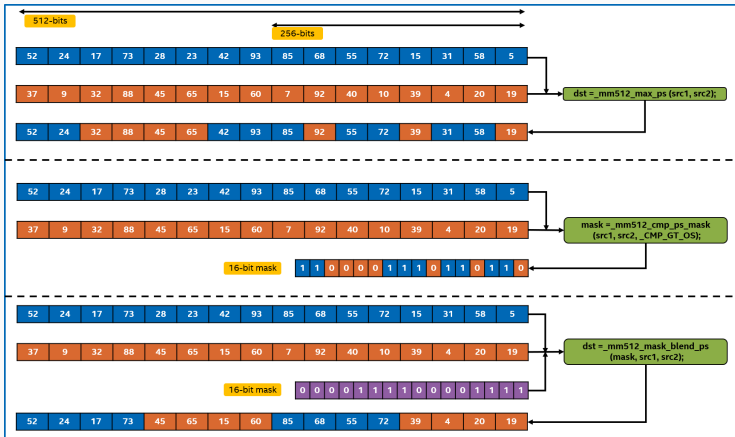 512-bits
256-bits
52 24 17 73 28 23 42 93 85 68 55 72 15 31 58 5
37 9 32 88 45 65 15 60 7 92 40 10 39 4 20 19
dst =_mm512_max_ps (src1, src2);
52 24 32 88 45 65 42 93 85 92 55 72 39 31 58 19
52 24 17 73 28 23 42 93 85 68 55 72 15 31 58 5
37 9 32 88 45 65 15 60 7 92 40 10 39 4 20 19
mask =_mm512_cmp_ps_mask
(src1, src2, _CMP_GT_OS);
16-bit mask
1 1 0 0 0 0 1 1 1 0 1 1 0 1 1 0
52 24 17 73 28 23 42 93 85 68 55 72 15 31 58 5
37 9 32 88 45 65 15 60 7 92 40 10 39 4 20 19
dst =_mm512_mask_blend_ps
(mask, src1, src2);
16-bit mask
0 0 0 0 1 1 1 1 0 0 0 0 1 1 1 1
52 24 17 73 45 65 15 60 85 68 55 72 39 4 20 19